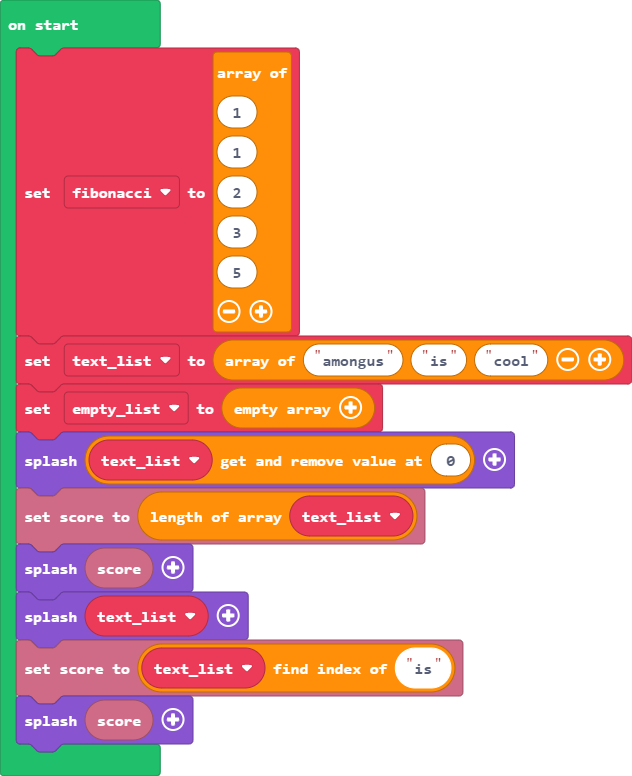 on start
array of
1
1
2
3
5
set fibonacci to
set text_list to array of "amongus" "is" "cool"
set empty_list to empty array
splash text_list get and remove value at 0
set score to length of array text_list
splash score
splash text_list
set score to text_list find index of "is"
splash score